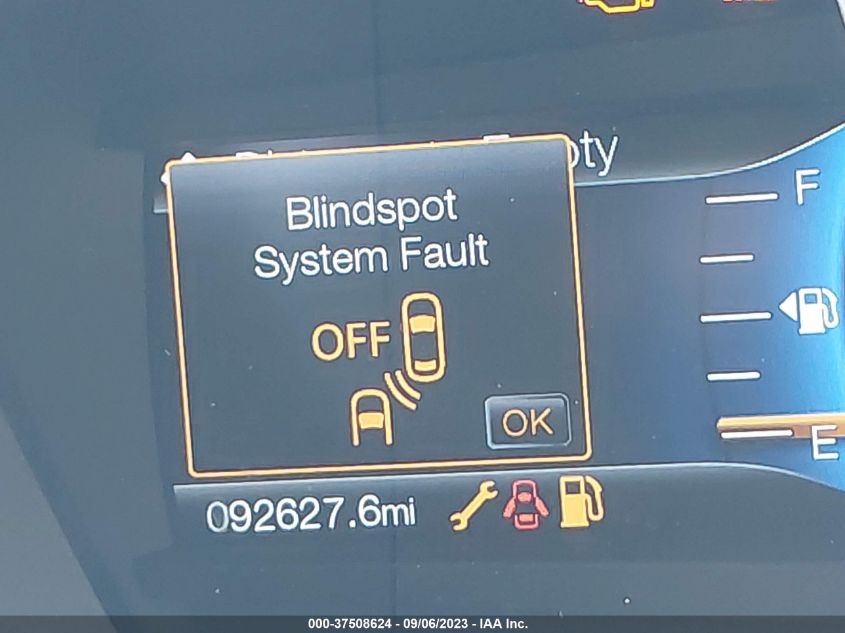 F
Blindspot
System Fault
OFF
OK
E
092627.6mi
000-37508624 - 09/06/2023 - IAA Inc.